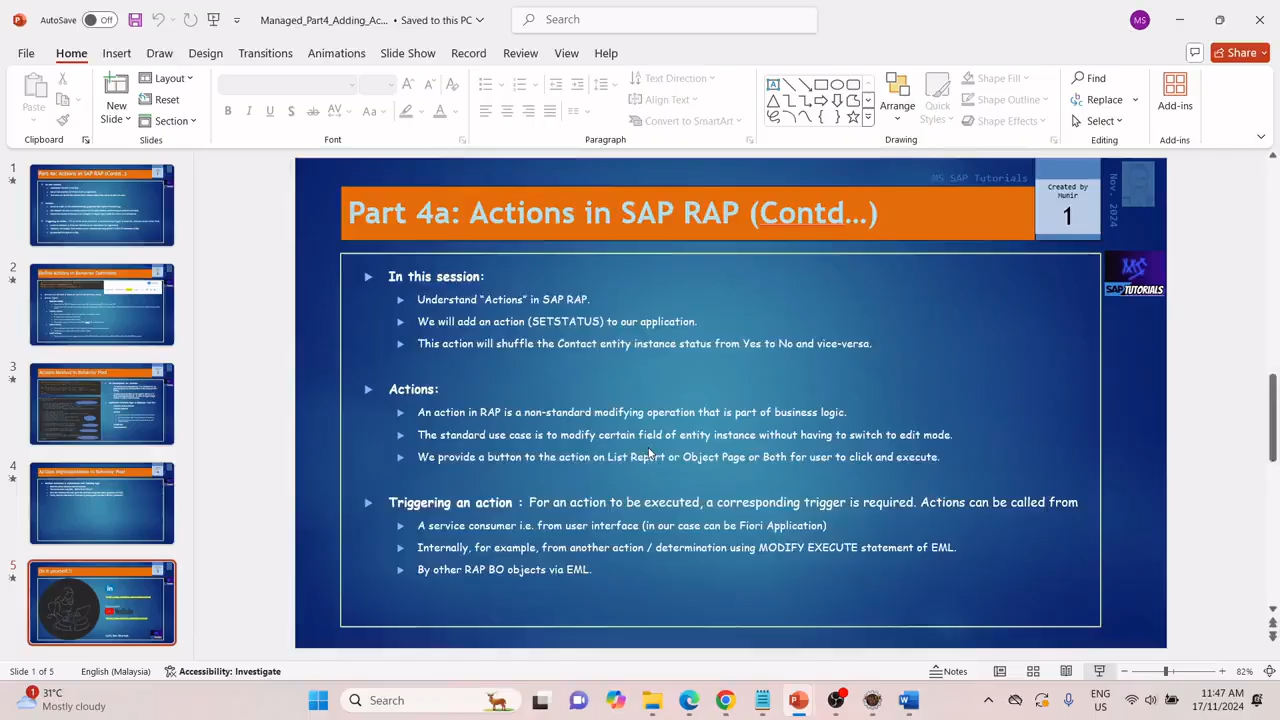 AutoSave Off Managed_Part4_Adding_Ac... • Saved to this PC Search MS
File Home Insert Draw Design Transitions Animations Slide Show Record Review View Help Share
Paste New Slide Layout Reset Section
Text Direction Align Text Convert to SmartArt
Arrange Quick Styles Shape Fill Shape Outline Shape Effects
Find Replace Select Add-ins
Clipboard Slides Font Paragraph Drawing Editing Add-ins
1
2
3
4
5
MS SAP Tutorials
Created by Munir
1
Nov. 2024
Part 4a: Actions in SAP RAP (Contd…)
SAP TUTORIALS
In this session:
Understand "Actions" in SAP RAP.
We will add action (SETSTATUS) to our application.
This action will shuffle the Contact entity instance status from Yes to No and vice-versa.
Actions:
An action in RAP is a non-standard modifying operation that is part of business logic.
The standard use case is to modify certain field of entity instance without having to switch to edit mode.
We provide a button to the action on List Report or Object Page or Both for user to click and execute.
Triggering an action : For an action to be executed, a corresponding trigger is required. Actions can be called from
A service consumer i.e. from user interface (in our case can be Fiori Application)
Internally, for example, from another action / determination using MODIFY EXECUTE statement of EML.
By other RAP BO objects via EML.
Slide 1 of 5 English (Malaysia) Accessibility: Investigate Notes 82%
1 31°C
Mostly cloudy
Search
ENG
US
11:47 AM
17/11/2024